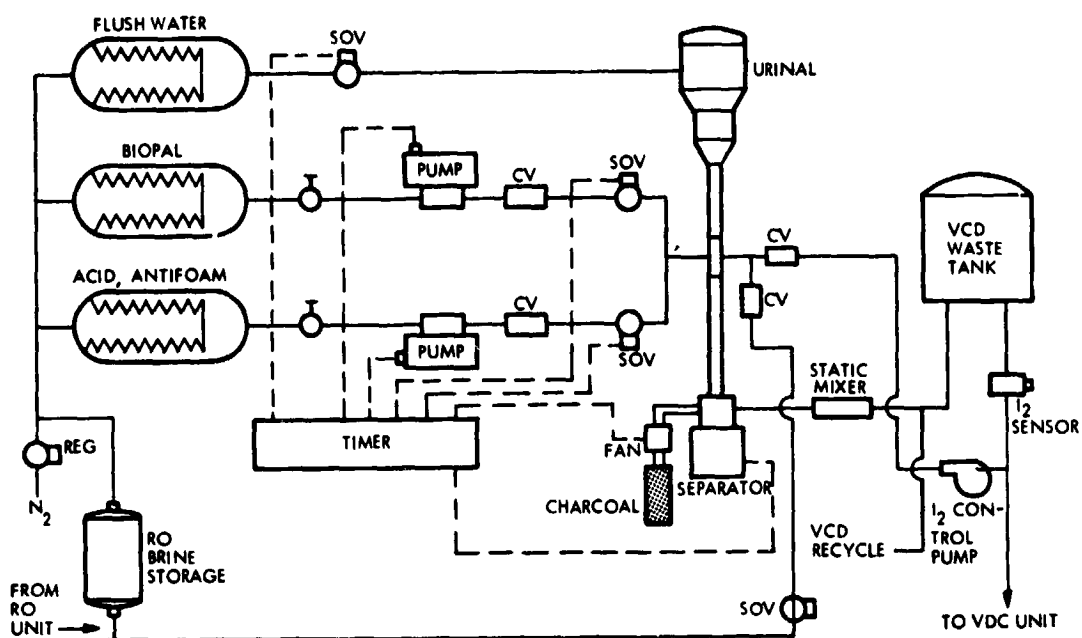 FLUSH WATER
SOV
URINAL
BIOPAL
PUMP
CV
SOV
CV
VCD
WASTE
TANK
ACID, ANTIFOAM
CV
PUMP
CV
SOV
STATIC
MIXER
I2
SENSOR
TIMER
FAN
REG
N2
SEPARATOR
CHARCOAL
I2 CON-
TROL
PUMP
VCD
RECYCLE
RO
BRINE
STORAGE
FROM
RO
UNIT
SOV
TO VDC UNIT